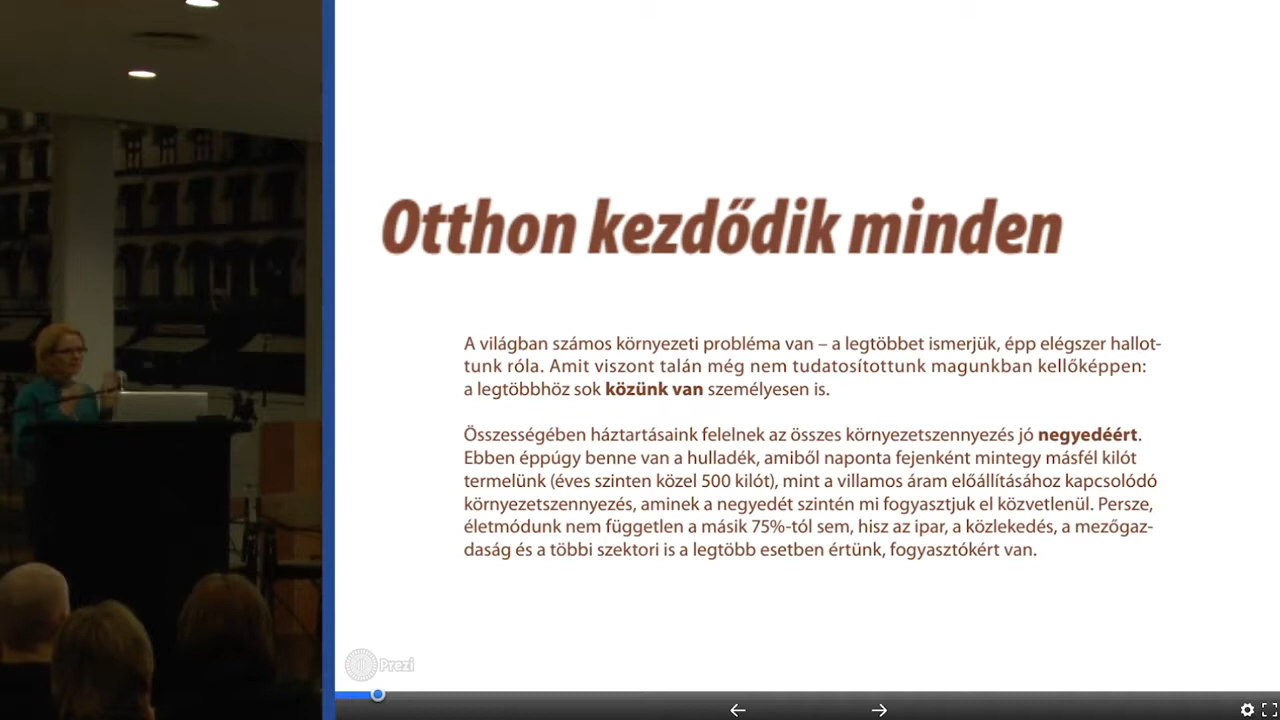 Otthon kezdődik minden
A világban számos környezeti probléma van – a legtöbbet ismerjük, épp elégszer hallot-
tunk róla. Amit viszont talán még nem tudatosítottunk magunkban kellőképpen:
a legtöbbhöz sok közünk van személyesen is.
Összességében háztartásaink felelnek az összes környezetszennyezés jó negyedéért.
Ebben éppúgy benne van a hulladék, amiből naponta fejenként mintegy másfél kilót
termelünk (éves szinten közel 500 kilót), mint a villamos áram előállításához kapcsolódó
környezetszennyezés, aminek a negyedét szintén mi fogyasztjuk el közvetlenül. Persze,
életmódunk nem független a másik 75%-tól sem, hisz az ipar, a közlekedés, a mezőgaz-
daság és a többi szektori is a legtöbb esetben értünk, fogyasztókért van.
Prezi